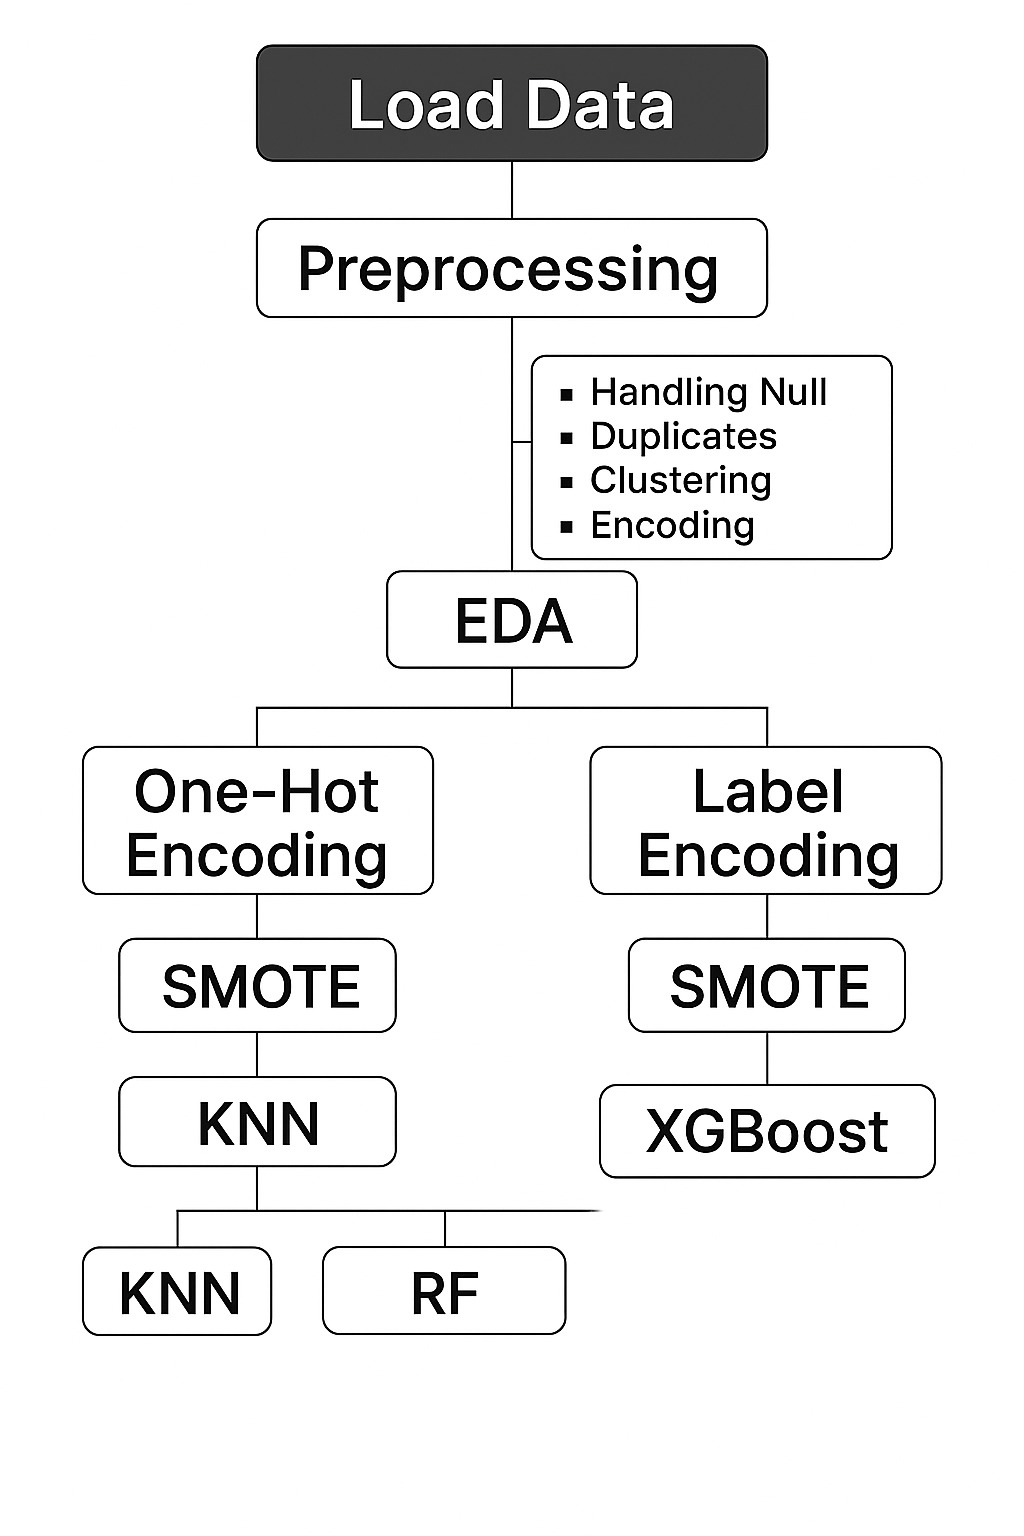 Load Data
Preprocessing
▪ Handling Null
▪ Duplicates
▪ Clustering
▪ Encoding
EDA
One-Hot
Encoding
Label
Encoding
SMOTE
SMOTE
KNN
XGBoost
KNN
RF